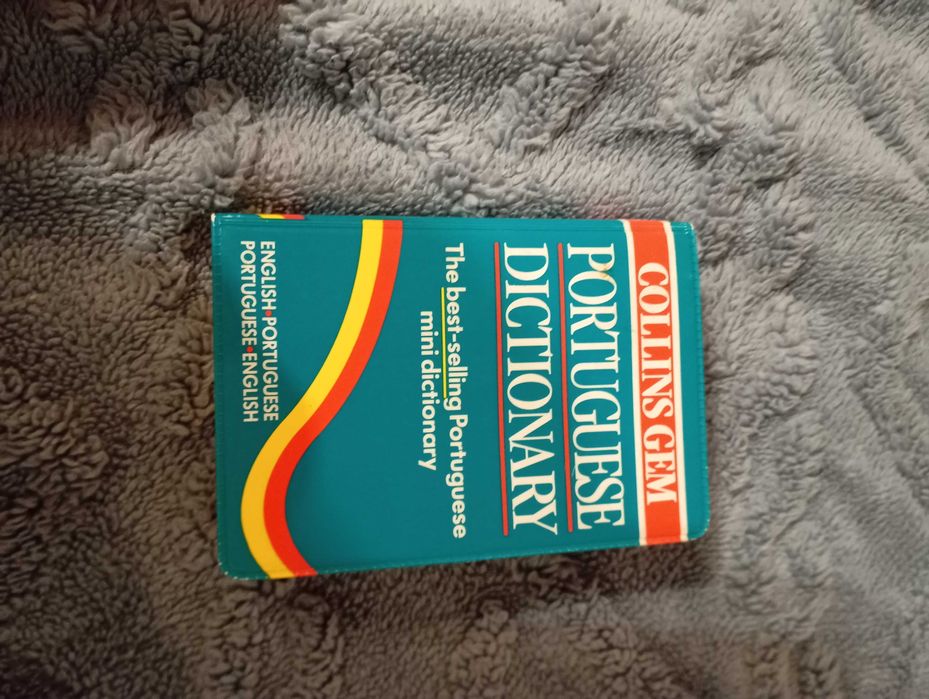 COLLINS GEM
PORTUGUESE
DICTIONARY
The best-selling Portuguese
mini dictionary
ENGLISH•PORTUGUESE
PORTUGUESE•ENGLISH